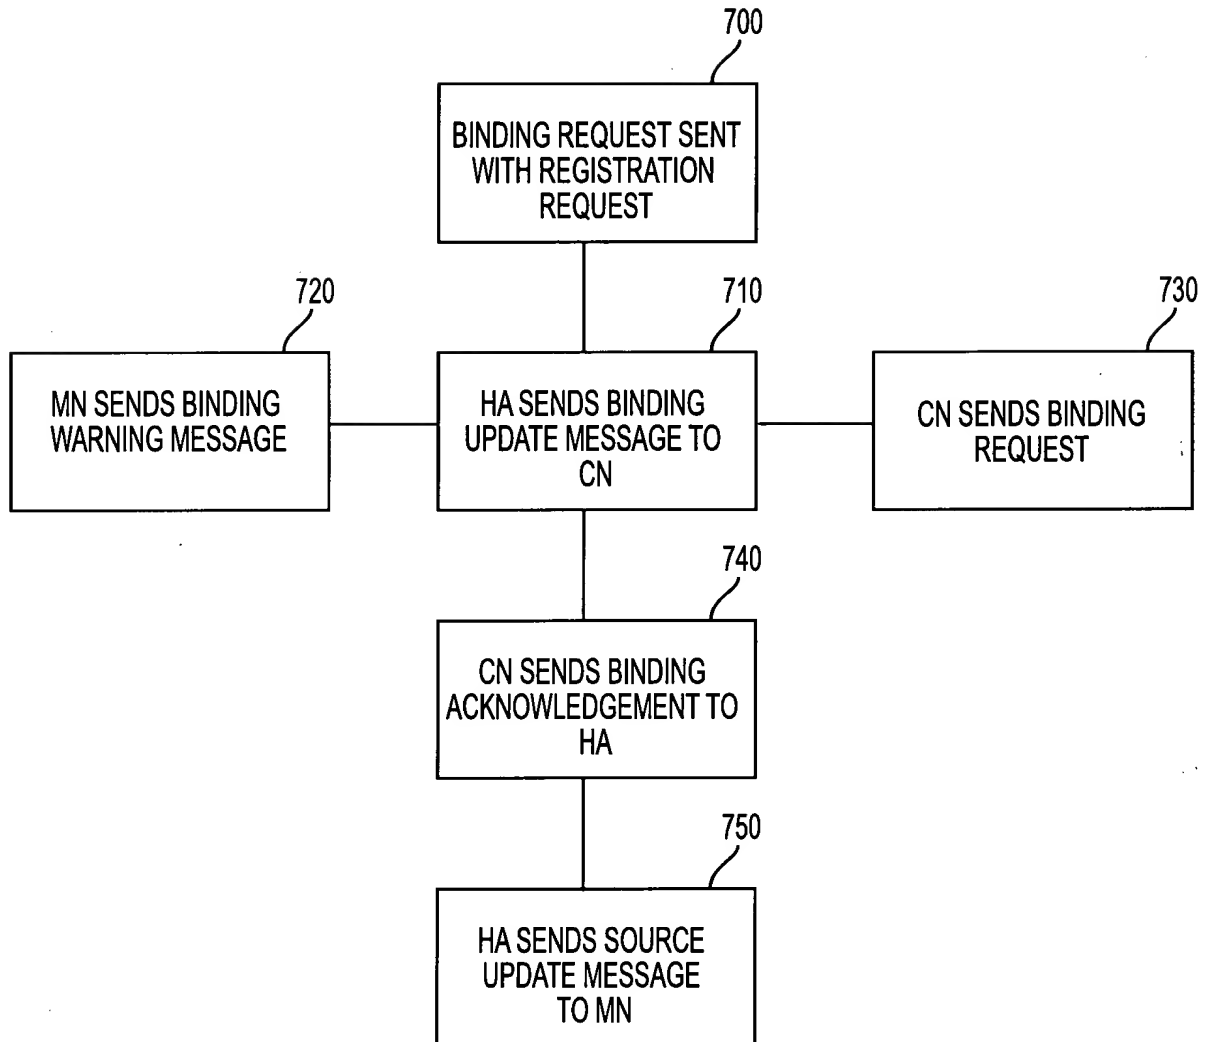 700
BINDING REQUEST SENT
WITH REGISTRATION
REQUEST
720
710
730
MN SENDS BINDING
WARNING MESSAGE
HA SENDS BINDING
UPDATE MESSAGE TO
CN
CN SENDS BINDING
REQUEST
740
CN SENDS BINDING
ACKNOWLEDGEMENT TO
HA
750
HA SENDS SOURCE
UPDATE MESSAGE
TO MN